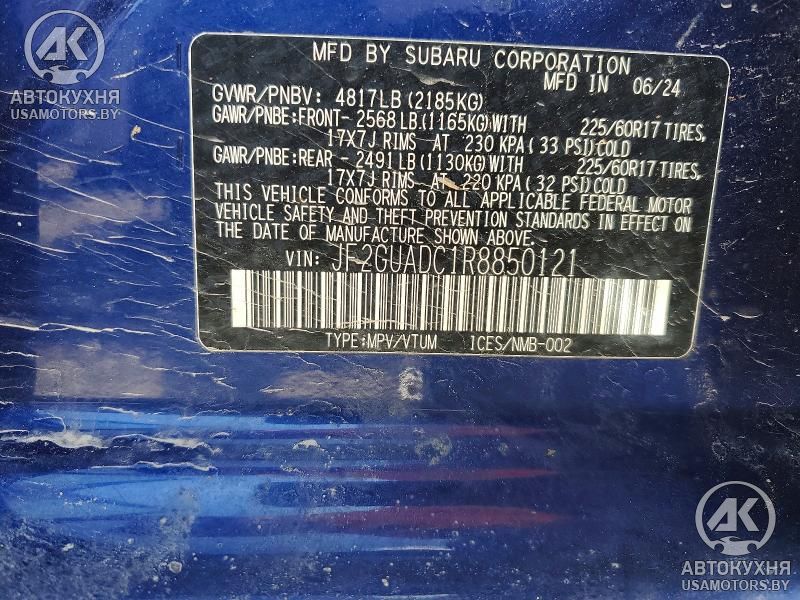 MFD BY SUBARU CORPORATION
MFD IN 06/24
GVWR/PNBV: 4817LB (2185KG)
GAWR/PNBE:FRONT-2568LB(1165KG)WITH 225/60R17 TIRES,
17X7J RIMS AT 230 KPA(33 PSI)COLD
GAWR/PNBE:REAR -2491LB(1130KG)WITH 225/60R17 TIRES,
17X7J RIMS AT 220 KPA(32 PSI)COLD
THIS VEHICLE CONFORMS TO ALL APPLICABLE FEDERAL MOTOR
VEHICLE SAFETY AND THEFT PREVENTION STANDARDS IN EFFECT ON
THE DATE OF MANUFACTURE SHOWN ABOVE.
VIN: JF2GUADC1R8850121
TYPE:MPV/VTUM ICES/NMB-002
АК
АВТОКУХНЯ
USAMOTORS.BY
АК
АВТОКУХНЯ
USAMOTORS.BY